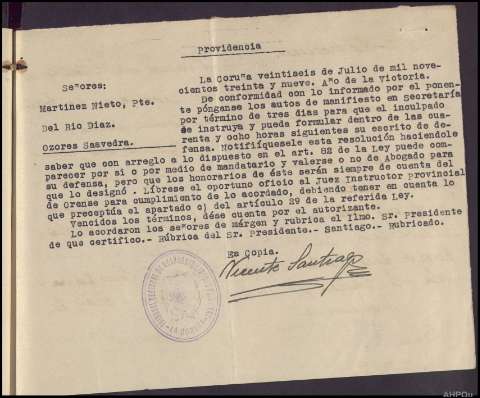 Providencia
Señores:
Martinez Nieto, Pte.
Del Rio Diaz.
Ozores Saavedra.
La Coruña veintiseis de Julio de mil nove-
cientos treinta y nueve. Año de la Victoria.
De conformidad con lo informado por el ponen-
te pónganse los autos de manifiesto en Secretaría
por término de tres dias para que el inculpado
se instruya y pueda formular dentro de las cua-
renta y ocho horas siguientes su escrito de de-
fensa. Notifíquesele esta resolución haciendole
saber que con arreglo a lo dispuesto en el art. 82 de la Ley puede com-
parecer por si o por medio de mandatario y valerse o no de Abogado para
su defensa, pero que los honorarios de éste serán siempre de cuenta del
que lo designó . Líbrese el oportuno oficio al Juez Instructor provincial
de Orense para cumplimiento de lo acordado, debiendo tener en cuenta lo
que preceptúa el apartado c) del artículo 29 de la referida Ley.
Vencidos los términos, dése cuenta por el autorizante.
Lo acordaron los señores de márgen y rubrica el Ilmo. Sr. Presidente
de que certifico.- Rúbrica del Sr. Presidente.- Santiago.- Rubricado.
Es Copia.
Vicente Santiago
AHPOu